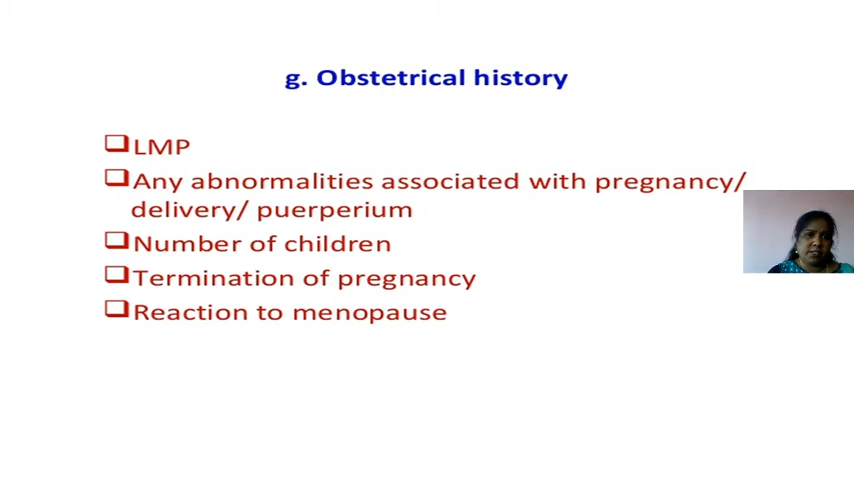 g. Obstetrical history
LMP
Any abnormalities associated with pregnancy/
delivery/ puerperium
Number of children
Termination of pregnancy
Reaction to menopause